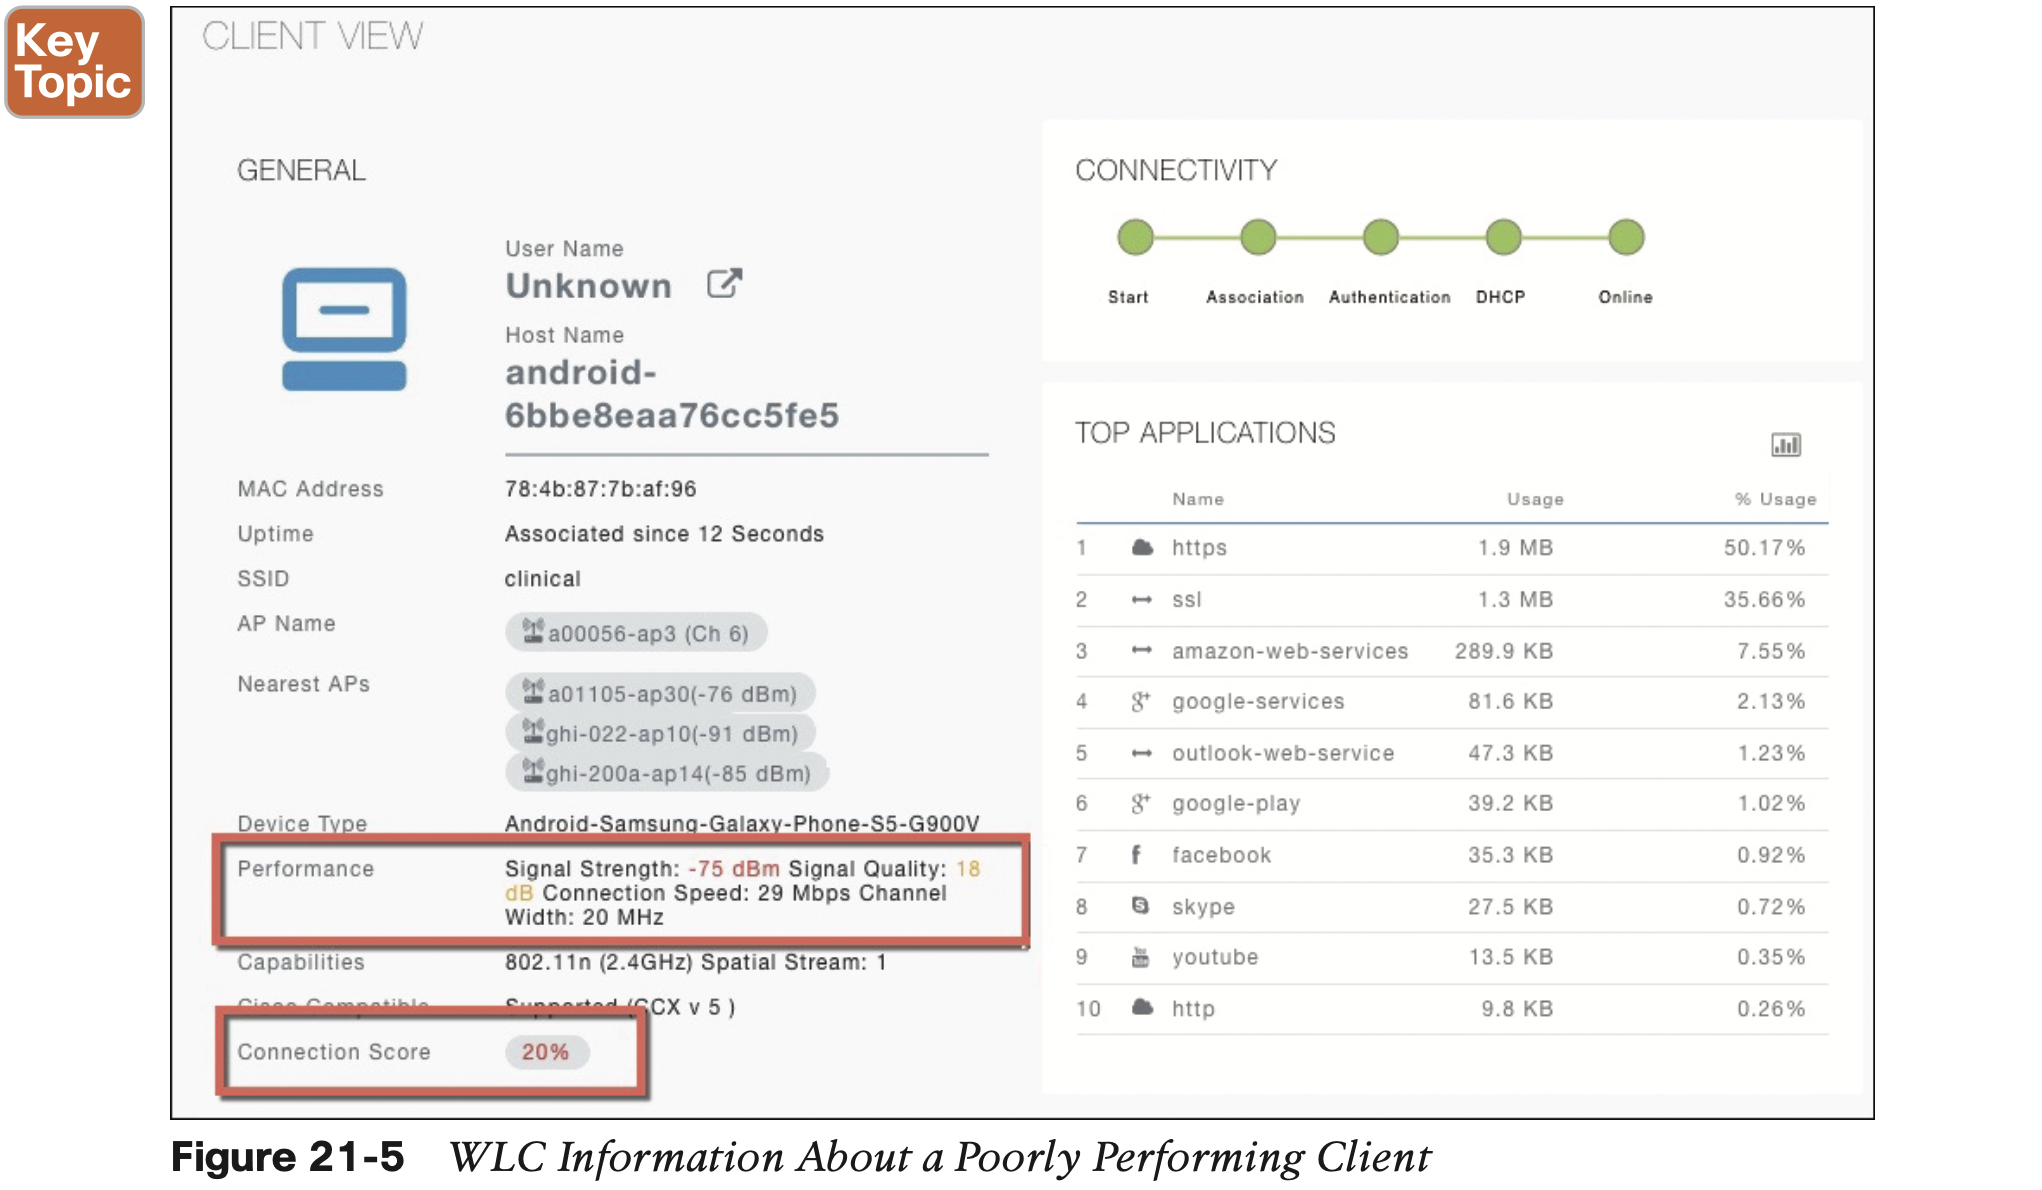 Key
Topic
CLIENT VIEW
GENERAL
User Name
Unknown
Host Name
android-
6bbe8eaa76cc5fe5
MAC Address 78:4b:87:7b:af:96
Uptime Associated since 12 Seconds
SSID clinical
AP Name a00056-ap3 (Ch 6)
Nearest APs a01105-ap30(-76 dBm)
ghi-022-ap10(-91 dBm)
ghi-200a-ap14(-85 dBm)
Device Type Android-Samsung-Galaxy-Phone-S5-G900V
Performance Signal Strength: -75 dBm Signal Quality: 18
dB Connection Speed: 29 Mbps Channel
Width: 20 MHz
Capabilities 802.11n (2.4GHz) Spatial Stream: 1
Cisco Compatible Supported (CCX v 5 )
Connection Score 20%
CONNECTIVITY
Start Association Authentication DHCP Online
TOP APPLICATIONS
Name Usage % Usage
1 https 1.9 MB 50.17%
2 ssl 1.3 MB 35.66%
3 amazon-web-services 289.9 KB 7.55%
4 google-services 81.6 KB 2.13%
5 outlook-web-service 47.3 KB 1.23%
6 google-play 39.2 KB 1.02%
7 facebook 35.3 KB 0.92%
8 skype 27.5 KB 0.72%
9 youtube 13.5 KB 0.35%
10 http 9.8 KB 0.26%
Figure 21-5 WLC Information About a Poorly Performing Client